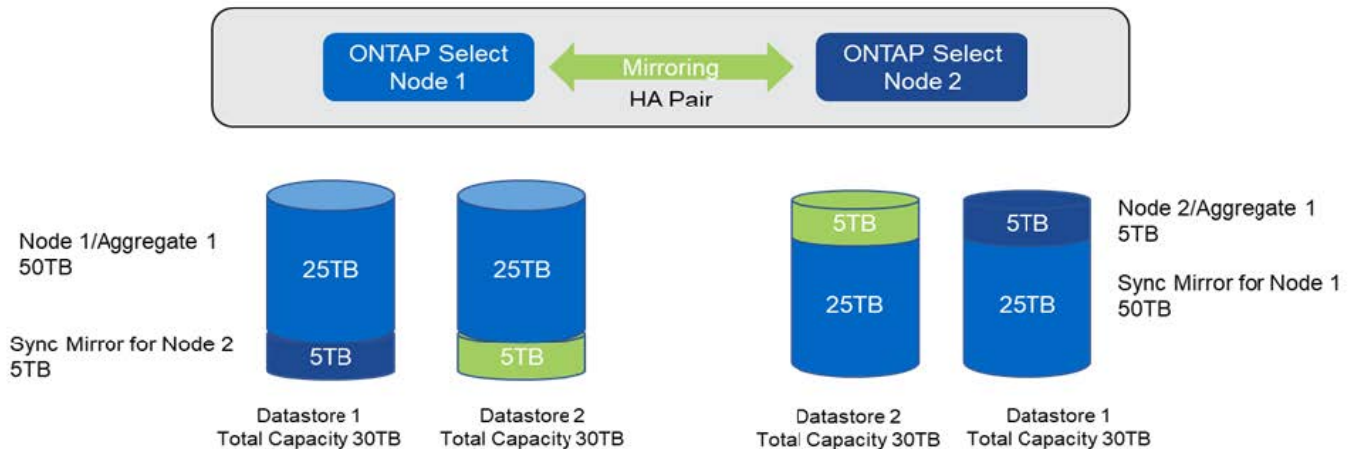 ONTAP Select
Node 1
Mirroring
HA Pair
ONTAP Select
Node 2
Node 1/Aggregate 1
50TB
Sync Mirror for Node 2
5TB
25TB
5TB
25TB
5TB
5TB
25TB
5TB
25TB
Node 2/Aggregate 1
5TB
Sync Mirror for Node 1
50TB
Datastore 1
Total Capacity 30TB
Datastore 2
Total Capacity 30TB
Datastore 2
Total Capacity 30TB
Datastore 1
Total Capacity 30TB